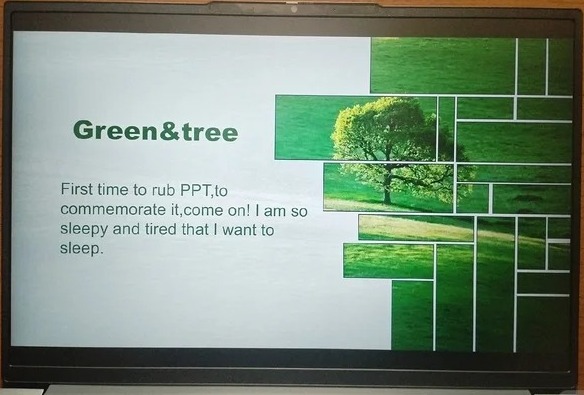 Green&tree
First time to rub PPT,to
commemorate it,come on! I am so
sleepy and tired that I want to
sleep.